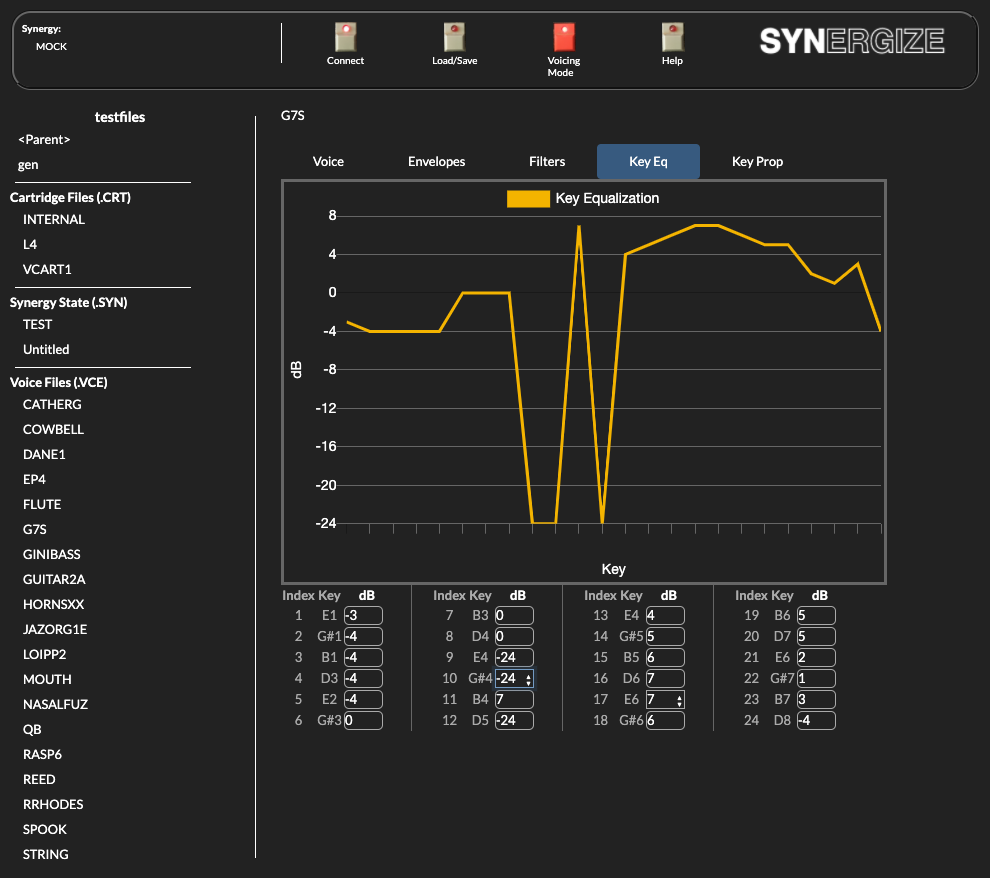 Synergy:
MOCK
Connect
Load/Save
Voicing
Mode
Help
SYNERGIZE
testfiles
<Parent>
gen
Cartridge Files (.CRT)
INTERNAL
L4
VCART1
Synergy State (.SYN)
TEST
Untitled
Voice Files (.VCE)
CATHERG
COWBELL
DANE1
EP4
FLUTE
G7S
GINIBASS
GUITAR2A
HORNSXX
JAZORG1E
LOIPP2
MOUTH
NASALFUZ
QB
RASP6
REED
RRHODES
SPOOK
STRING
G7S
Voice Envelopes Filters Key Eq Key Prop
Key Equalization
8
4
0
-4
-8
-12
-16
-20
-24
dB
Key
Index Key dB Index Key dB Index Key dB Index Key dB
1 E1 -3 7 B3 0 13 E4 4 19 B6 5
2 G#1 -4 8 D4 0 14 G#5 5 20 D7 5
3 B1 -4 9 E4 -24 15 B5 6 21 E6 2
4 D3 -4 10 G#4 -24 16 D6 7 22 G#7 1
5 E2 -4 11 B4 7 17 E6 7 23 B7 3
6 G#3 0 12 D5 -24 18 G#6 6 24 D8 -4